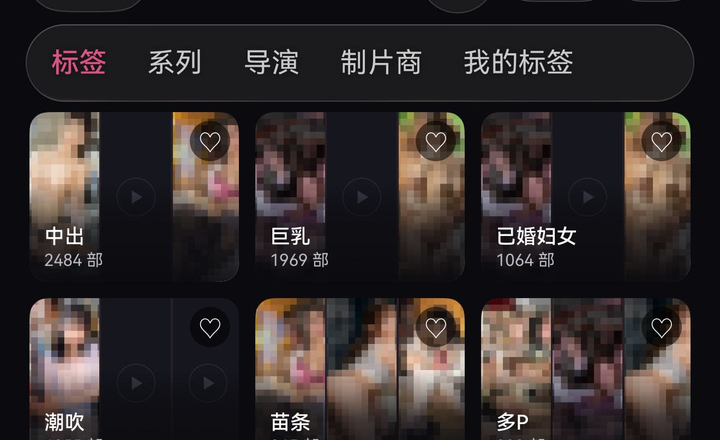 标签 系列 导演 制片商 我的标签
中出 巨乳 已婚妇女
2484 部 1969 部 1064 部
潮吹 苗条 多P